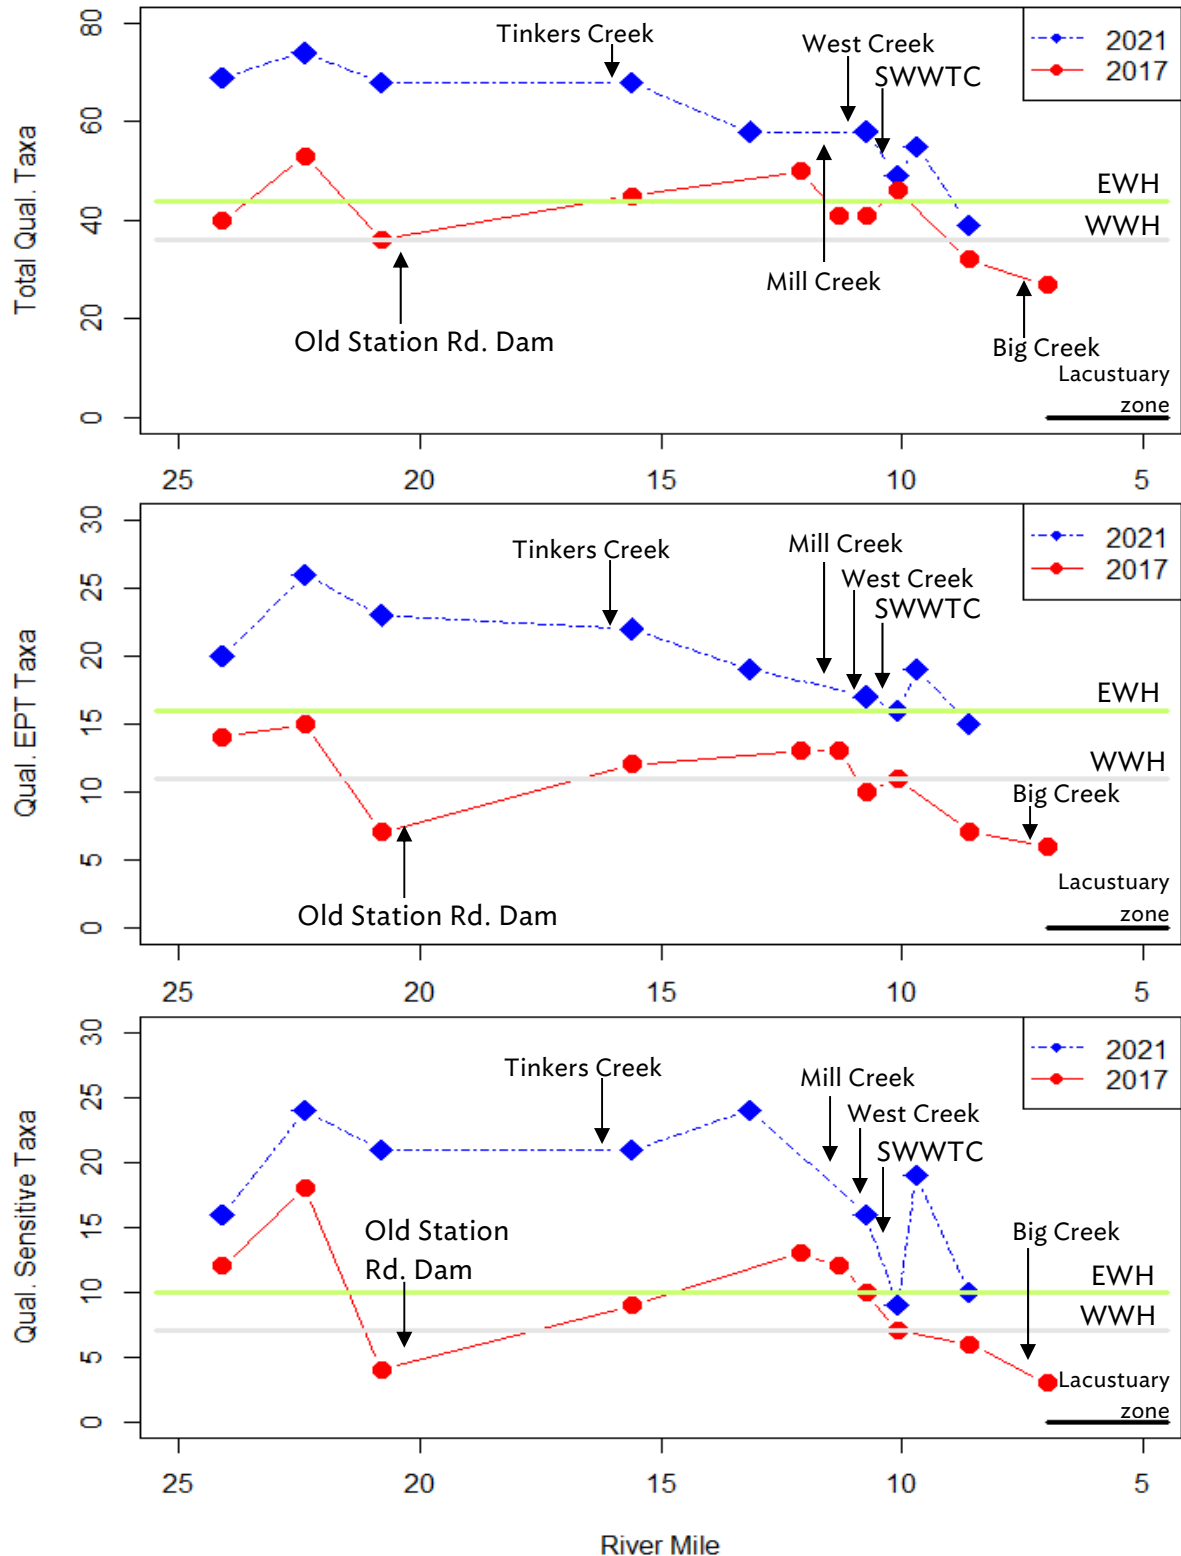 80
60
40
20
0
Total Qual. Taxa
Tinkers Creek
West Creek
SWWTC
2021
2017
EWH
WWH
Mill Creek
Old Station Rd. Dam
Big Creek
Lacustuary
zone
25 20 15 10 5
30
25
20
15
10
5
0
Qual. EPT Taxa
Tinkers Creek
Mill Creek
West Creek
SWWTC
2021
2017
EWH
WWH
Big Creek
Old Station Rd. Dam
Lacustuary
zone
25 20 15 10 5
30
25
20
15
10
5
0
Qual. Sensitive Taxa
Tinkers Creek
Mill Creek
West Creek
SWWTC
2021
2017
Old Station
Rd. Dam
Big Creek
EWH
WWH
Lacustuary
zone
25 20 15 10 5
River Mile